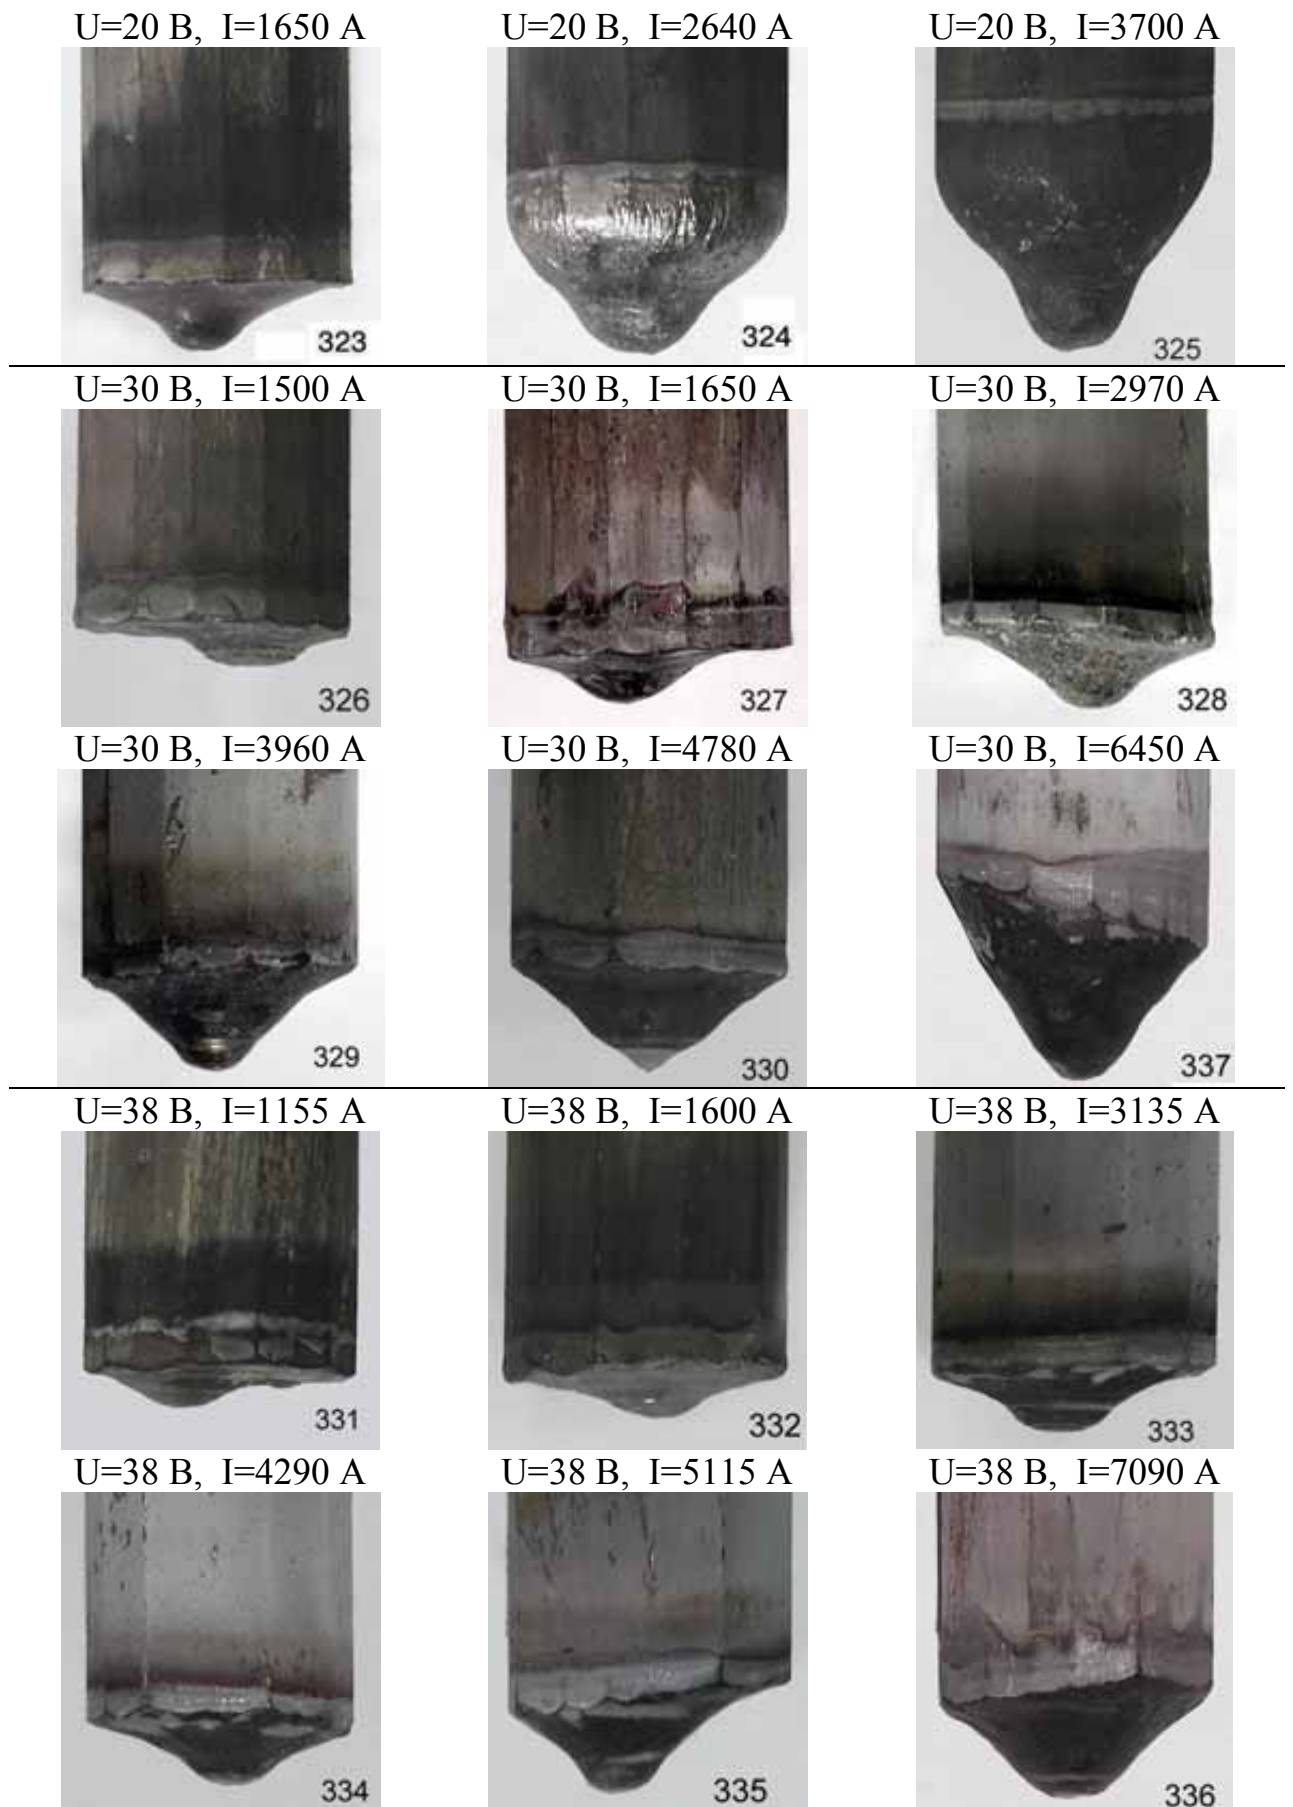 U=20 В, I=1650 А
U=20 В, I=2640 А
U=20 В, I=3700 А
323
324
325
U=30 В, I=1500 А
U=30 В, I=1650 А
U=30 В, I=2970 А
326
327
328
U=30 В, I=3960 А
U=30 В, I=4780 А
U=30 В, I=6450 А
329
330
337
U=38 В, I=1155 А
U=38 В, I=1600 А
U=38 В, I=3135 А
331
332
333
U=38 В, I=4290 А
U=38 В, I=5115 А
U=38 В, I=7090 А
334
335
336